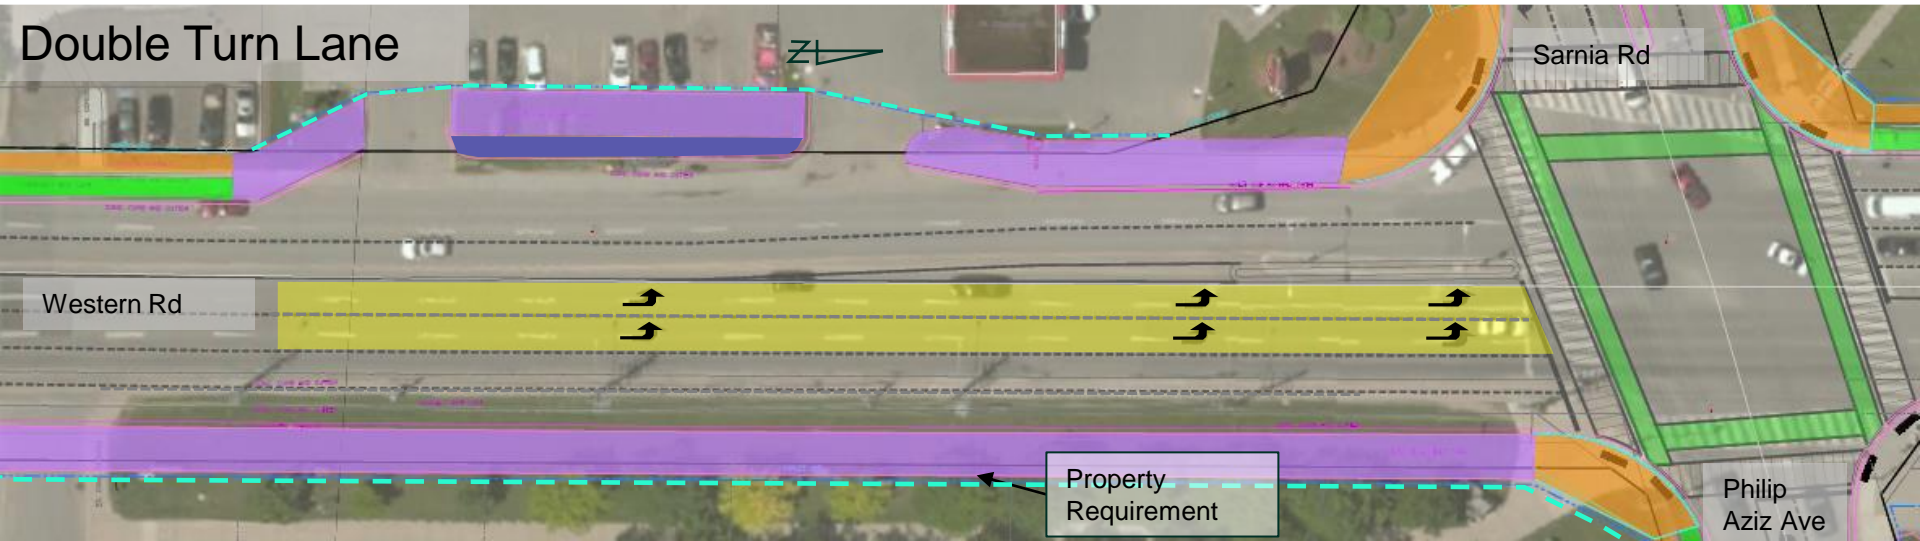 Double Turn Lane
Sarnia Rd
Western Rd
Property
Requirement
Philip
Aziz Ave